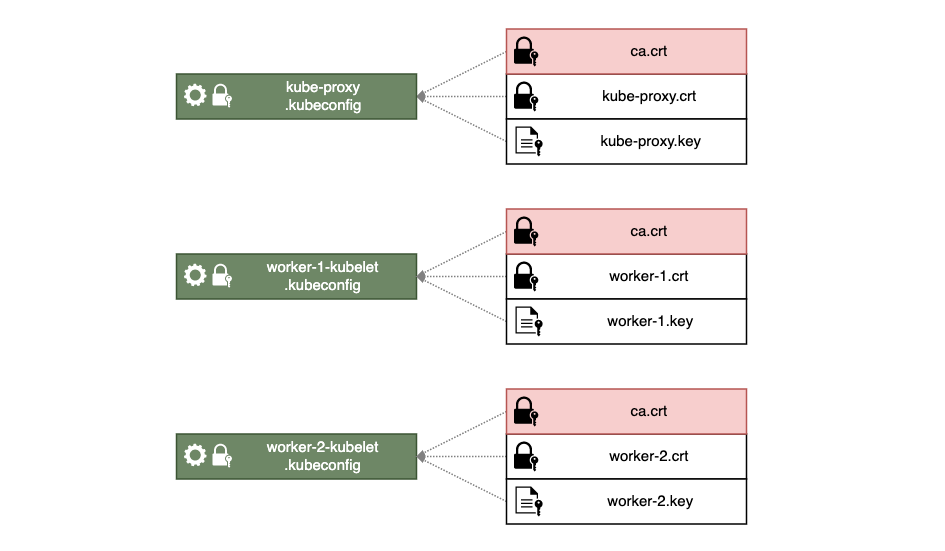 ca.crt
kube-proxy
.kubeconfig
kube-proxy.crt
kube-proxy.key
ca.crt
worker-1-kubelet
.kubeconfig
worker-1.crt
worker-1.key
ca.crt
worker-2-kubelet
.kubeconfig
worker-2.crt
worker-2.key